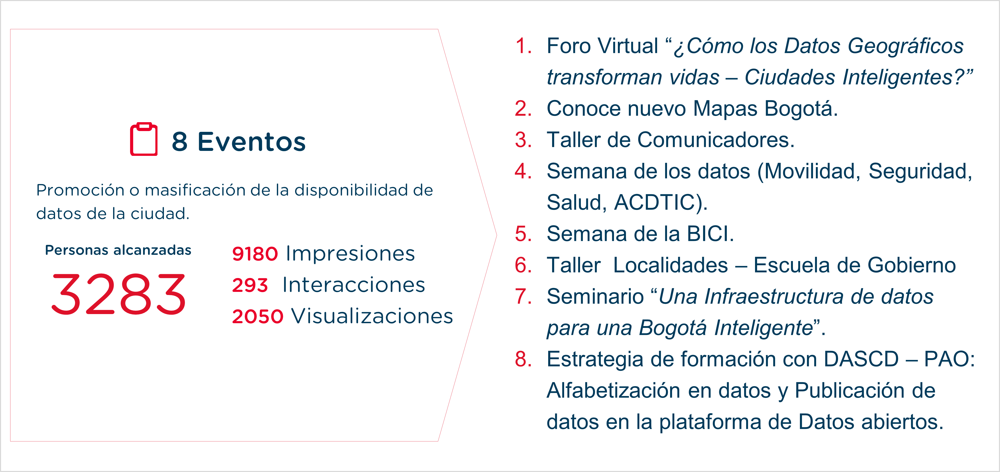 8 Eventos
Promoción o masificación de la disponibilidad de
datos de la ciudad.
Personas alcanzadas
3283
9180 Impresiones
293 Interacciones
2050 Visualizaciones
1. Foro Virtual “¿Cómo los Datos Geográficos
transforman vidas – Ciudades Inteligentes?”
2. Conoce nuevo Mapas Bogotá.
3. Taller de Comunicadores.
4. Semana de los datos (Movilidad, Seguridad,
Salud, ACDTIC).
5. Semana de la BICI.
6. Taller  Localidades – Escuela de Gobierno
7. Seminario “Una Infraestructura de datos
para una Bogotá Inteligente”.
8. Estrategia de formación con DASCD – PAO:
Alfabetización en datos y Publicación de
datos en la plataforma de Datos abiertos.